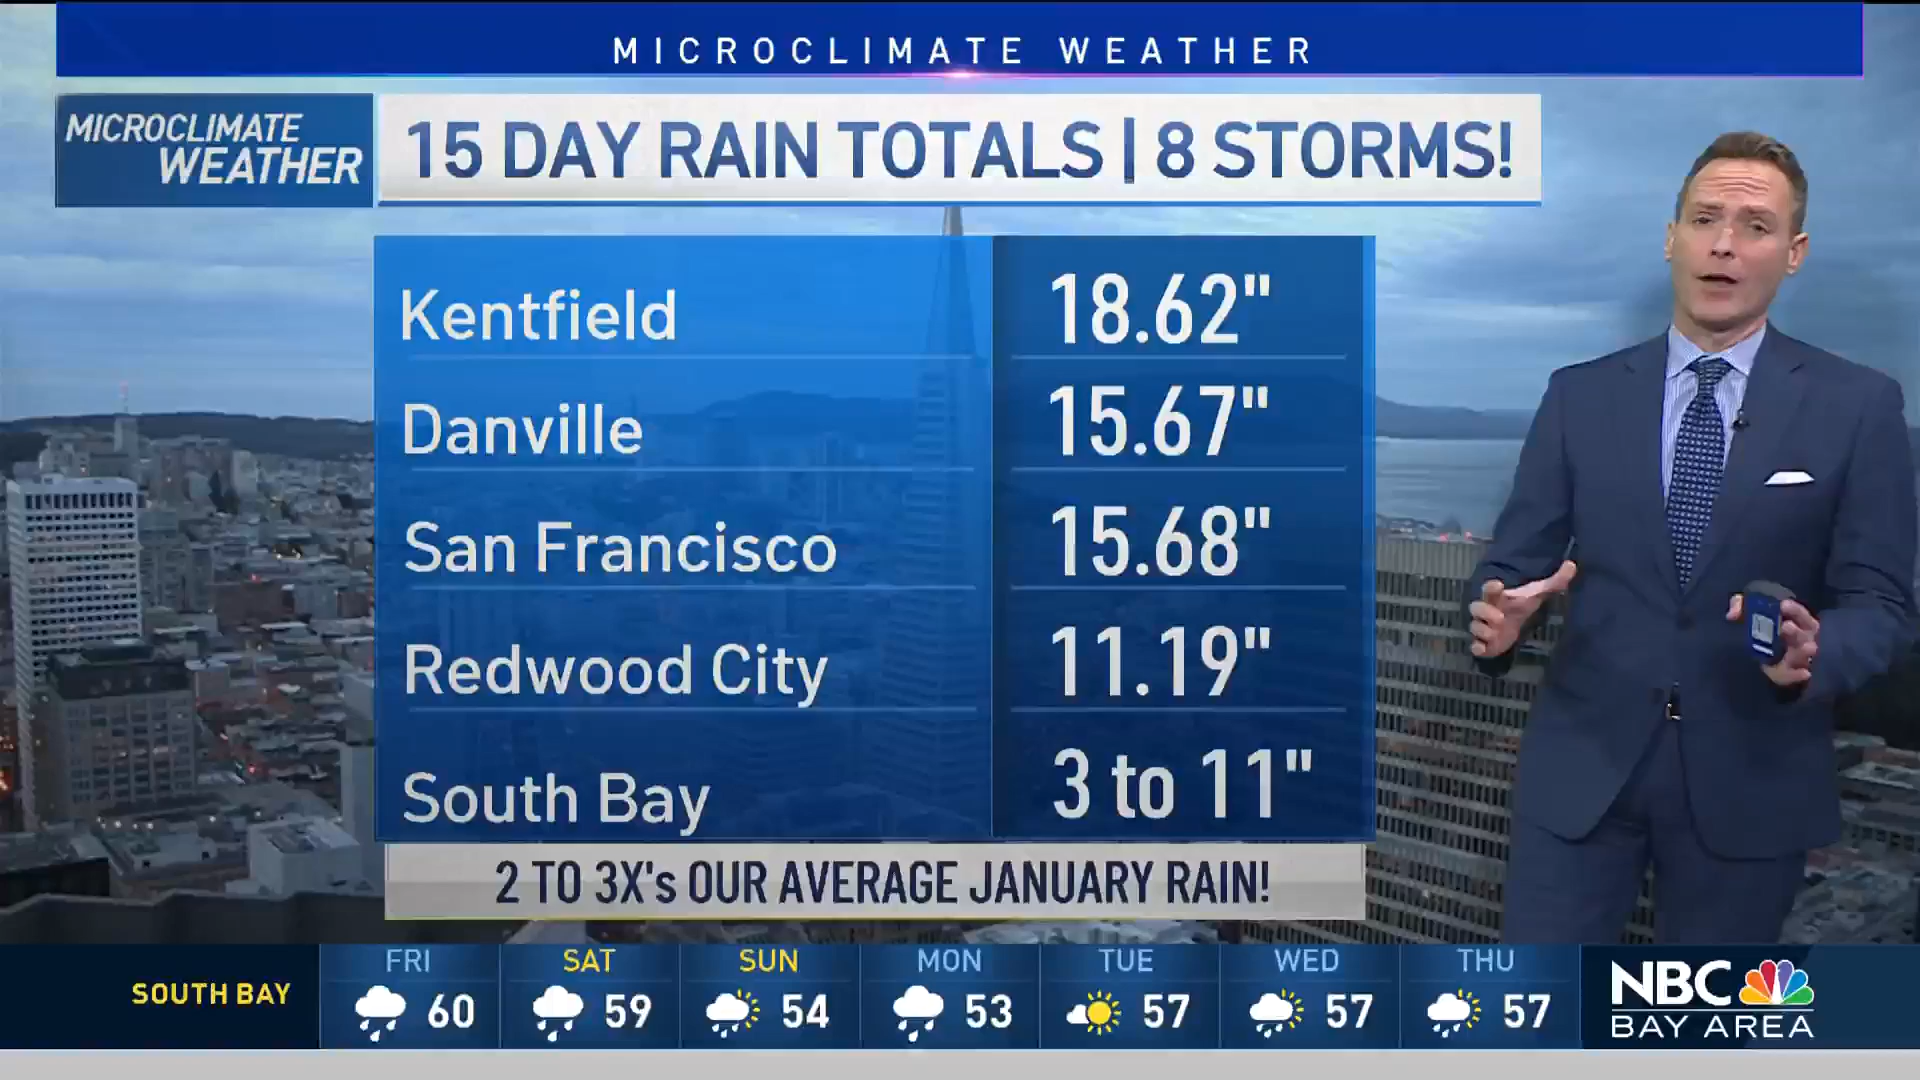 MICROCLIMATE WEATHER
MICROCLIMATE
WEATHER
15 DAY RAIN TOTALS | 8 STORMS!
Kentfield 18.62"
Danville 15.67"
San Francisco 15.68"
Redwood City 11.19"
South Bay 3 to 11"
2 TO 3X's OUR AVERAGE JANUARY RAIN!
SOUTH BAY
FRI 60
SAT 59
SUN 54
MON 53
TUE 57
WED 57
THU 57
NBC
BAY AREA